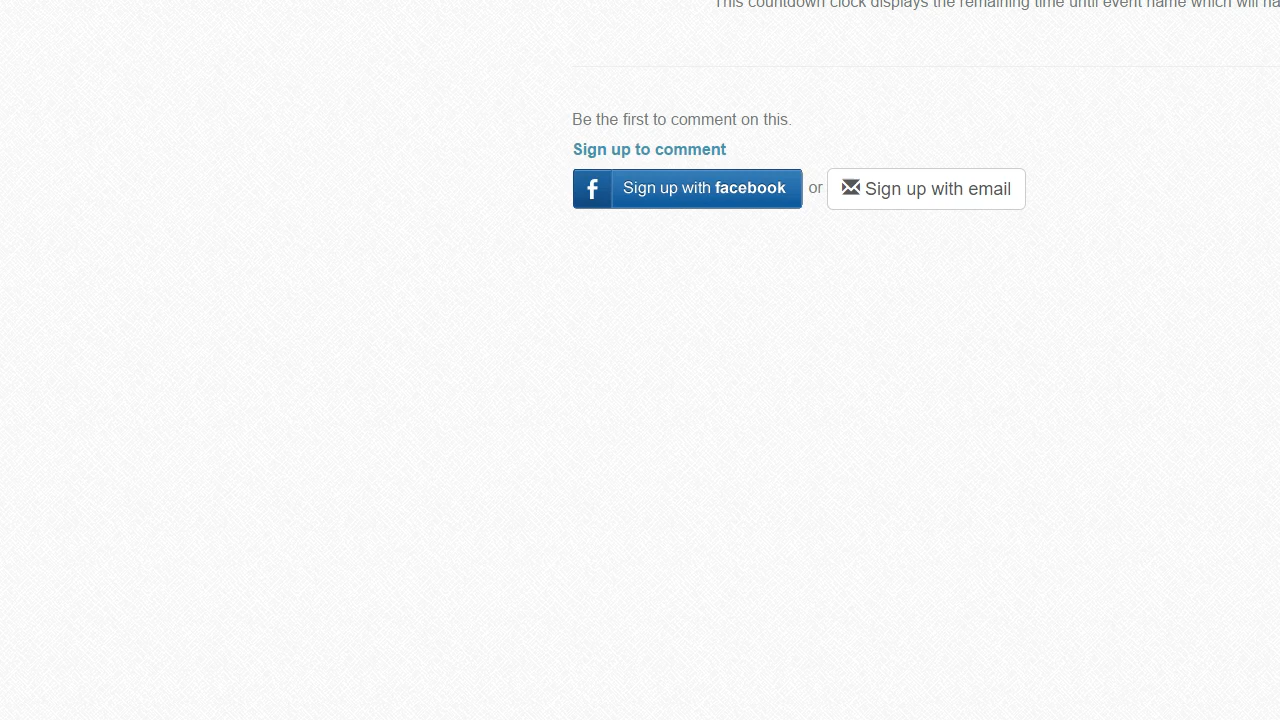 This countdown clock displays the remaining time until event name which will ha
Be the first to comment on this.
Sign up to comment
f Sign up with facebook or Sign up with email